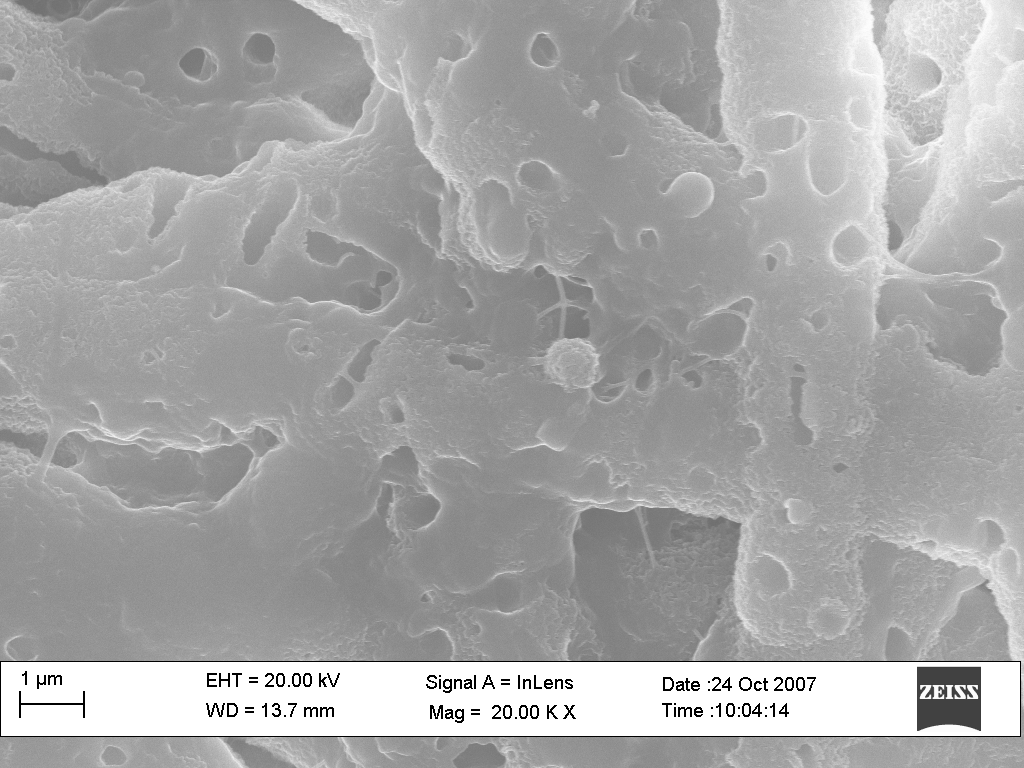 1 µm
EHT = 20.00 kV
Signal A = InLens
Date :24 Oct 2007
ZEISS
WD = 13.7 mm
Mag = 20.00 K X
Time :10:04:14